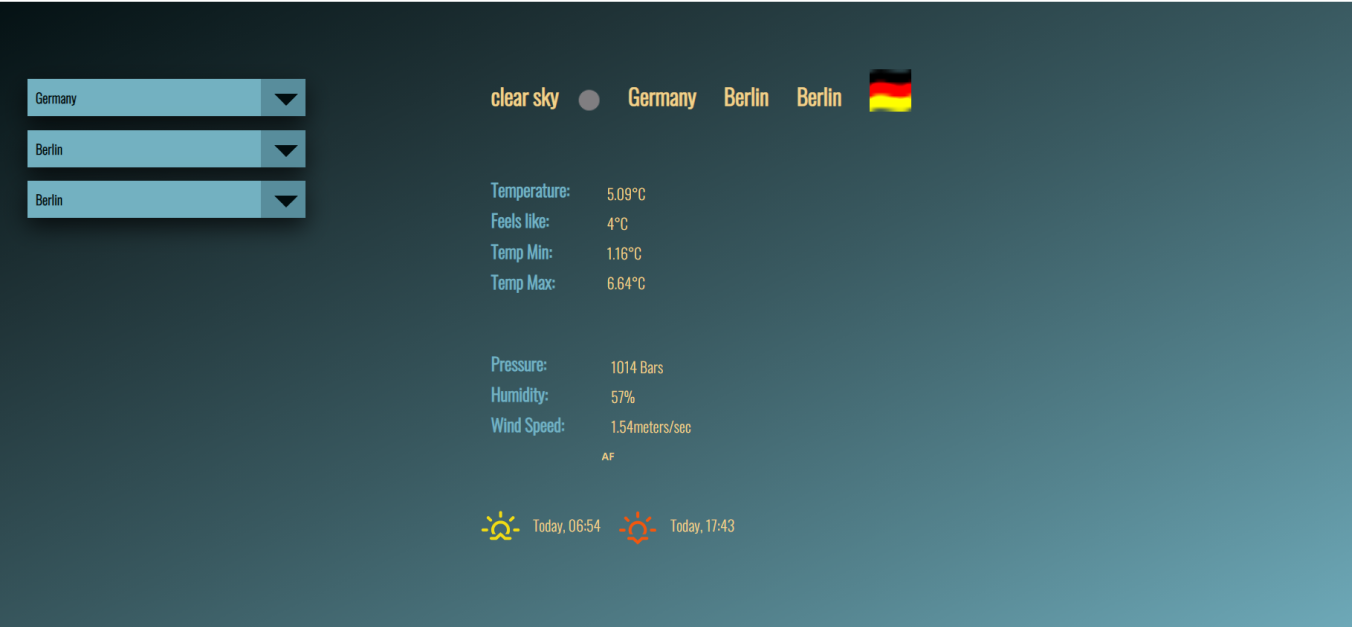 Germany
Berlin
Berlin
clear sky Germany Berlin Berlin
Temperature: 5.09°C
Feels like: 4°C
Temp Min: 1.16°C
Temp Max: 6.64°C
Pressure: 1014 Bars
Humidity: 57%
Wind Speed: 1.54meters/sec
AF
Today, 06:54 Today, 17:43